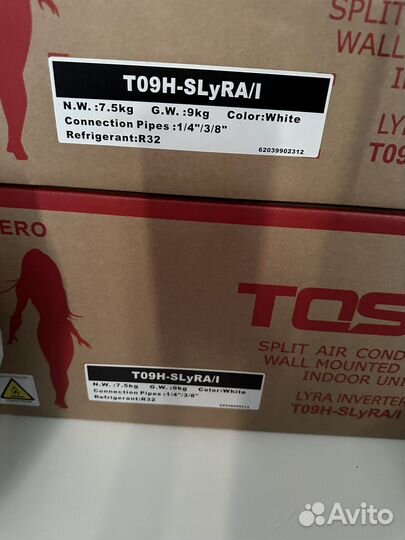 SPLIT
WALL M
T09H-SLyRA/I
N.W. :7.5kg G.W. :9kg Color:White
Connection Pipes :1/4"/3/8"
Refrigerant:R32
62039902312
LYRA
T09
ERO
TOS
SPLIT AIR COND
WALL MOUNTED
INDOOR UNI
LYRA INVERTE
T09H-SLyRA/I
T09H-SLyRA/I
N.W. :7.5kg G.W. :9kg Color:White
Connection Pipes :1/4"/3/8"
Refrigerant:R32
62039902312
Avito